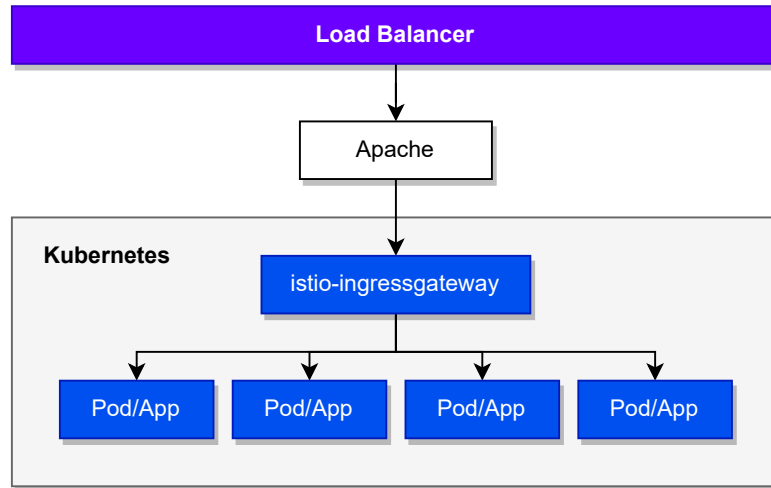 Load Balancer
Apache
Kubernetes
istio-ingressgateway
Pod/App
Pod/App
Pod/App
Pod/App